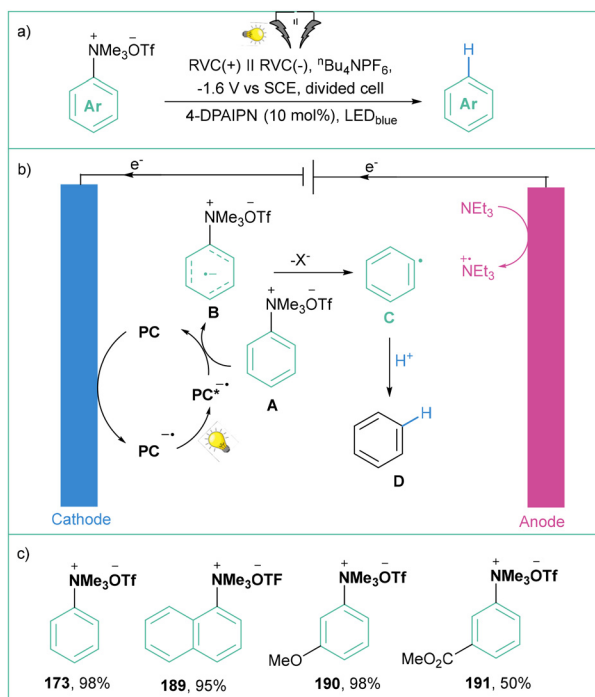 a)
+ −
NMe3OTf
Ar
RVC(+) II RVC(-), nBu4NPF6,
-1.6 V vs SCE, divided cell
4-DPAIPN (10 mol%), LEDblue
H
Ar
b)
e-
e-
+ −
NMe3OTf
•−
B
-X-
•
C
+ −
NMe3OTf
A
NEt3
+•
NEt3
PC
PC*−•
PC−•
H+
H
D
Cathode
Anode
c)
+ −
NMe3OTf
+ −
NMe3OTF
+ −
NMe3OTf
+ −
NMe3OTf
MeO
MeO2C
173, 98%
189, 95%
190, 98%
191, 50%